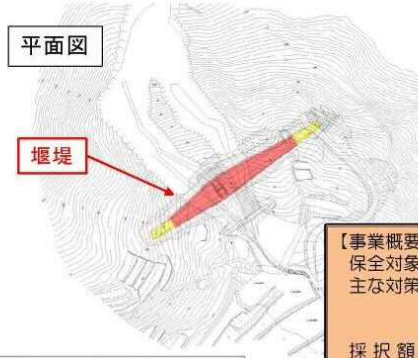 平面図
堰堤
【事業概要
保全対象
主な対策
採択額